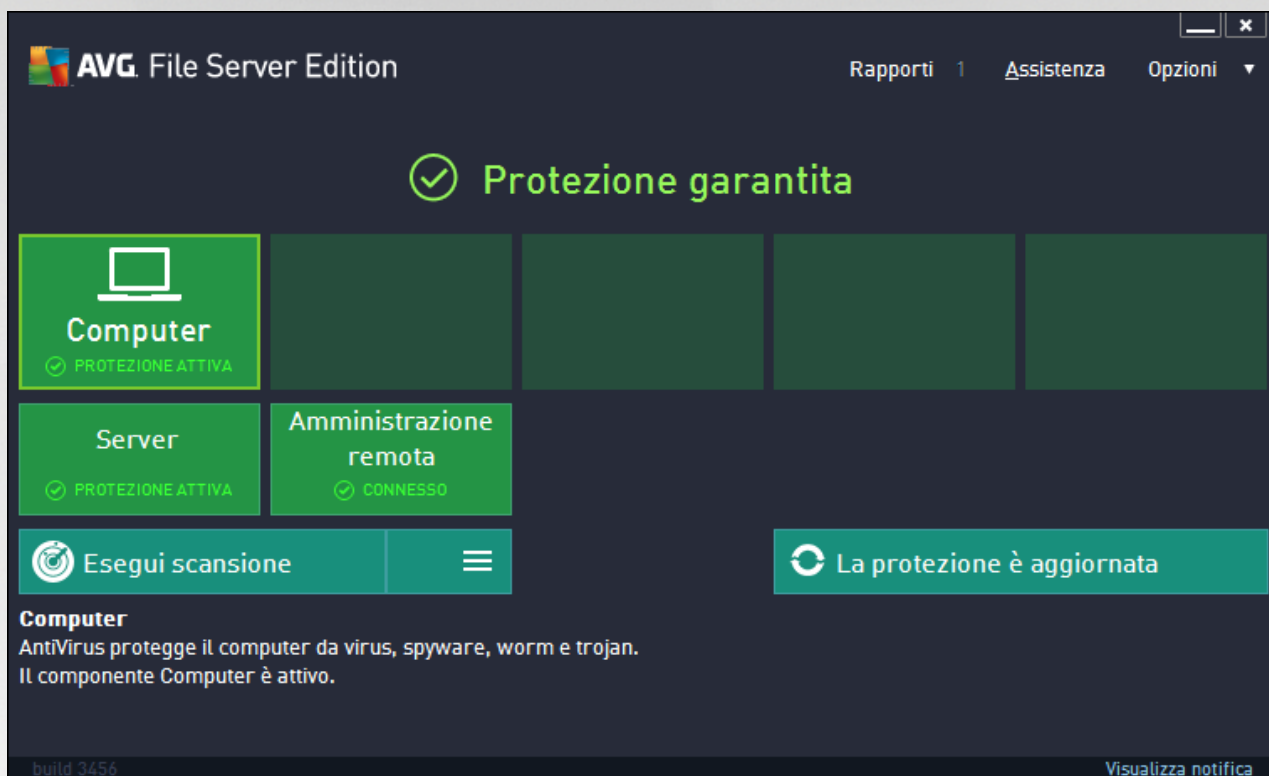 AVG. File Server Edition
Rapporti 1 Assistenza Opzioni
Protezione garantita
Computer
PROTEZIONE ATTIVA
Server
PROTEZIONE ATTIVA
Amministrazione
remota
CONNESSO
Esegui scansione
La protezione è aggiornata
Computer
AntiVirus protegge il computer da virus, spyware, worm e trojan.
Il componente Computer è attivo.
build 3456
Visualizza notifica